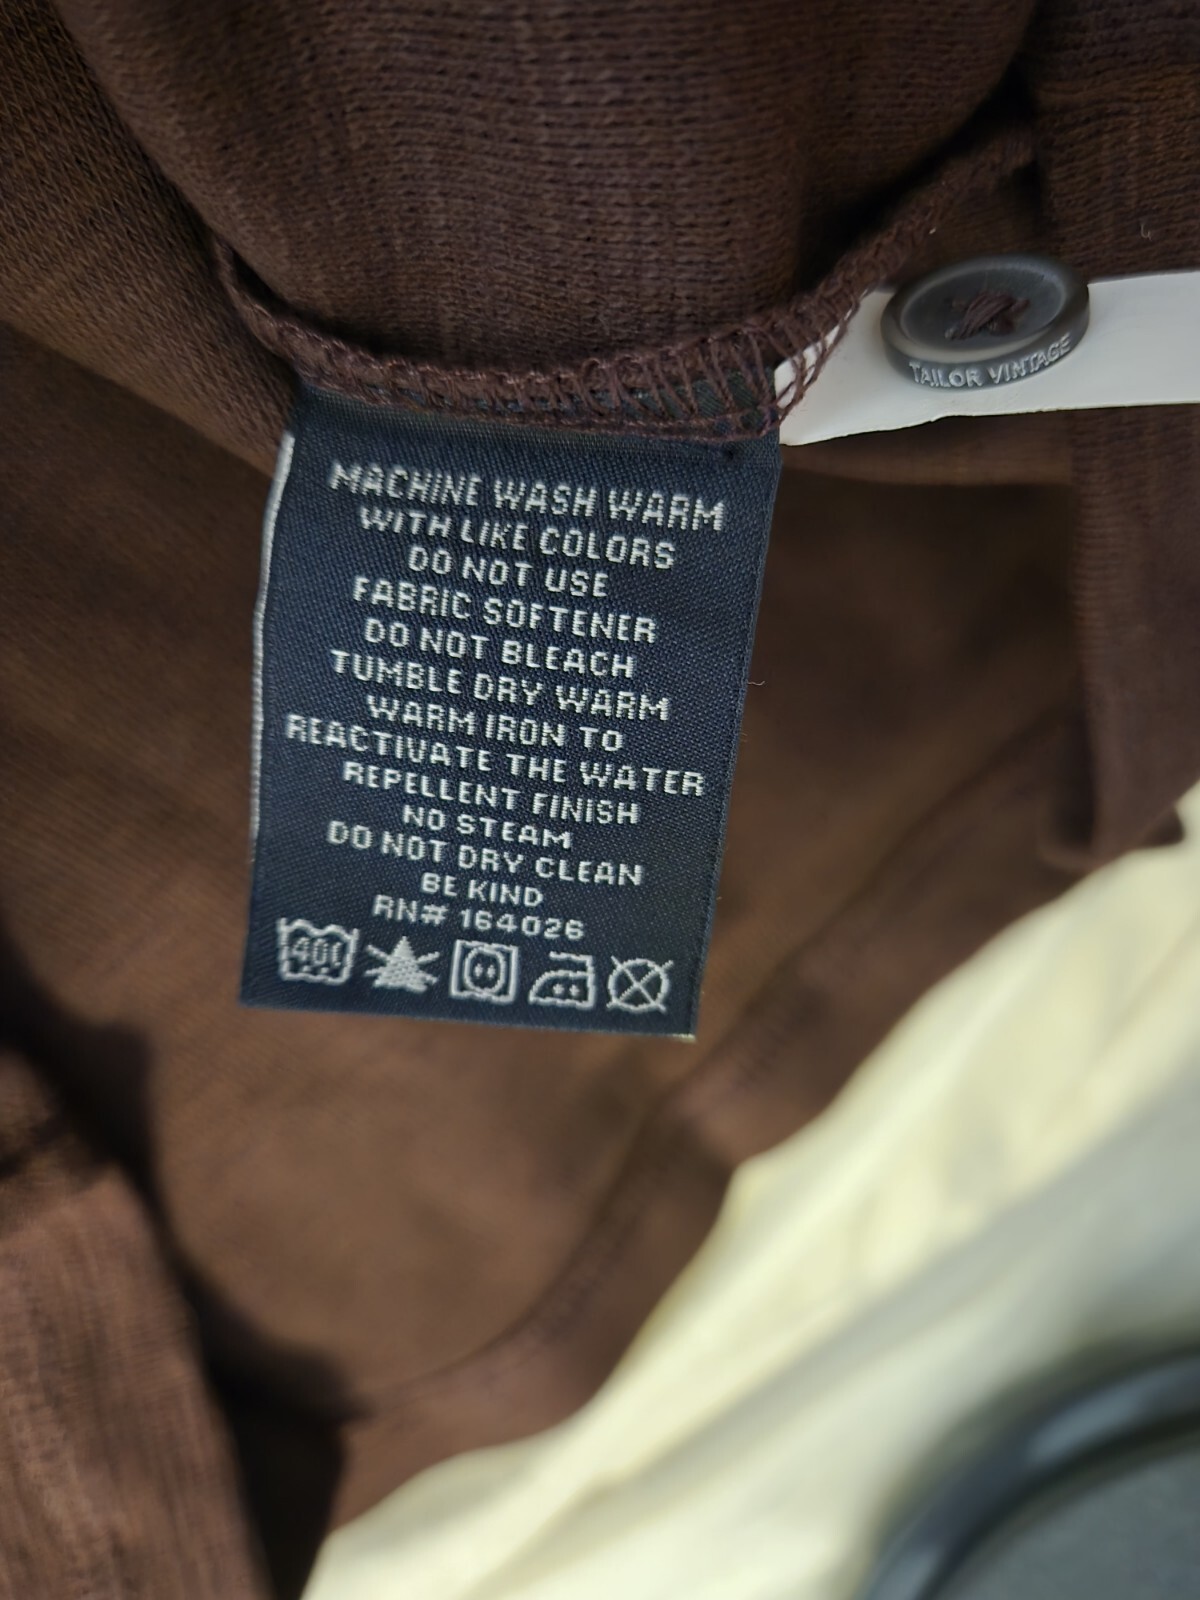 TAILOR VINTAGE
MACHINE WASH WARM
WITH LIKE COLORS
DO NOT USE
FABRIC SOFTENER
DO NOT BLEACH
TUMBLE DRY WARM
WARM IRON TO
REACTIVATE THE WATER
REPELLENT FINISH
NO STEAM
DO NOT DRY CLEAN
BE KIND
RN# 164026
40C